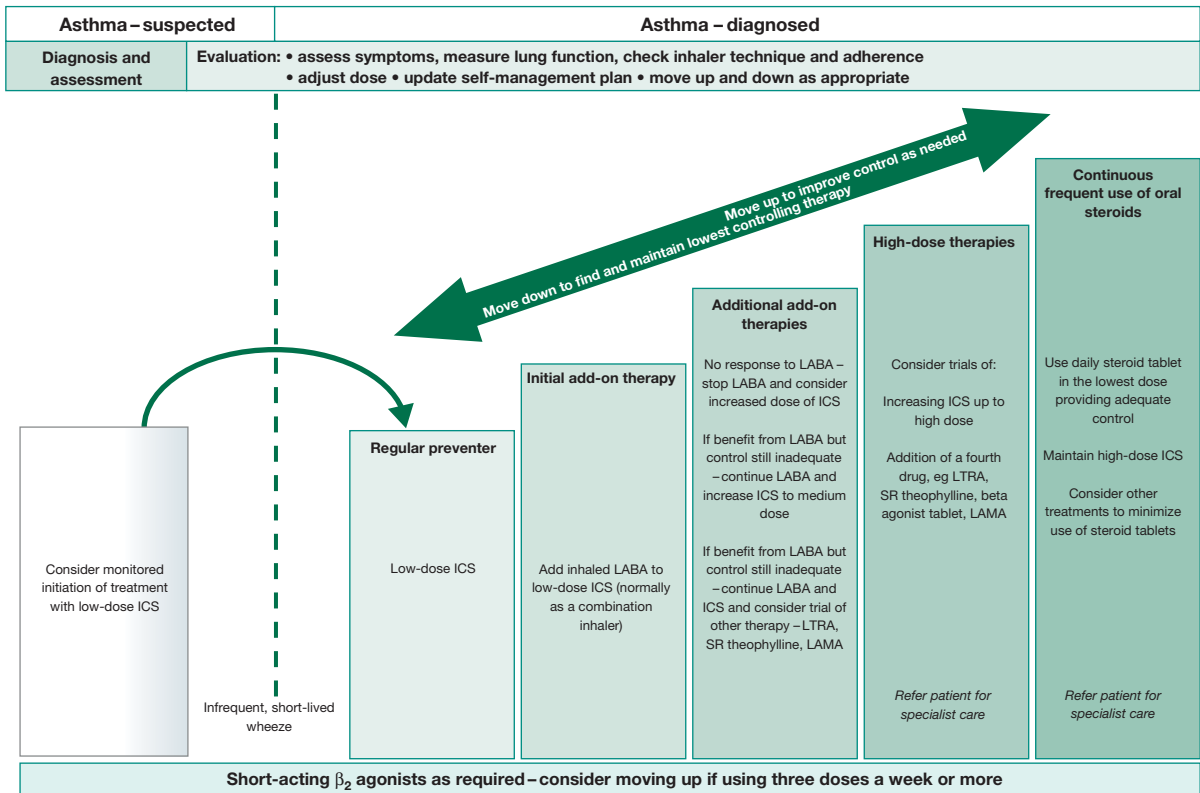 Asthma – suspected
Asthma – diagnosed
Diagnosis and
assessment
Evaluation: • assess symptoms, measure lung function, check inhaler technique and adherence
• adjust dose • update self-management plan • move up and down as appropriate
Move up to improve control as needed
Move down to find and maintain lowest controlling therapy
Consider monitored
initiation of treatment
with low-dose ICS
Infrequent, short-lived
wheeze
Regular preventer
Low-dose ICS
Initial add-on therapy
Add inhaled LABA to
low-dose ICS (normally
as a combination
inhaler)
Additional add-on
therapies
No response to LABA –
stop LABA and consider
increased dose of ICS
If benefit from LABA but
control still inadequate
– continue LABA and
increase ICS to medium
dose
If benefit from LABA but
control still inadequate
– continue LABA and
ICS and consider trial of
other therapy – LTRA,
SR theophylline, LAMA
High-dose therapies
Consider trials of:
Increasing ICS up to
high dose
Addition of a fourth
drug, eg LTRA,
SR theophylline, beta
agonist tablet, LAMA
Refer patient for
specialist care
Continuous
frequent use of oral
steroids
Use daily steroid tablet
in the lowest dose
providing adequate
control
Maintain high-dose ICS
Consider other
treatments to minimize
use of steroid tablets
Refer patient for
specialist care
Short-acting β₂ agonists as required – consider moving up if using three doses a week or more